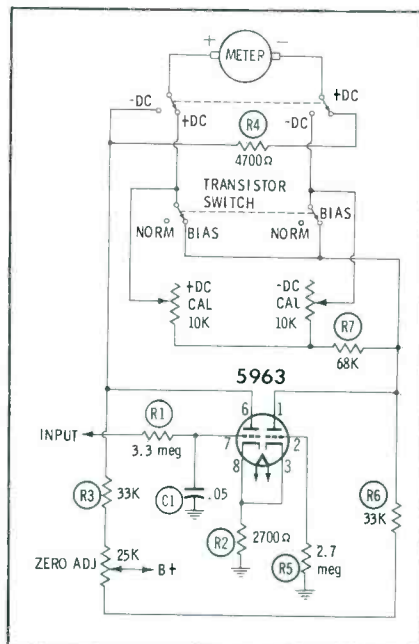 + METER -
-DC +DC
+DC R4 -DC
4700Ω
TRANSISTOR
SWITCH
NORM BIAS NORM BIAS
+DC
CAL
10K
-DC
CAL
10K
R7
68K
5963
6 1
INPUT R1 7 2
3.3 meg 8 3
C1 .05
R3 33K
R6
33K
R2 2700Ω
R5 2.7
meg
ZERO ADJ 25K B+